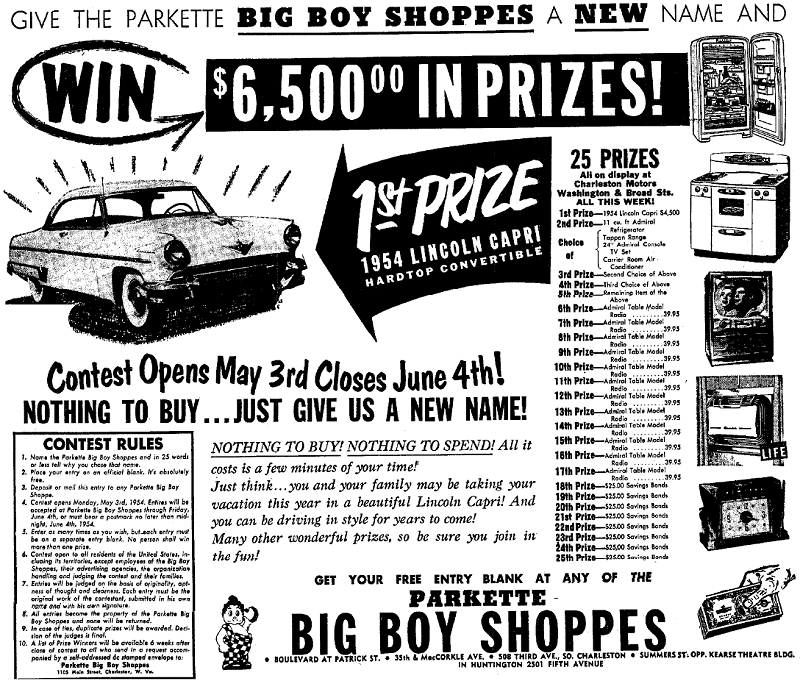 GIVE THE PARKETTE BIG BOY SHOPPES A NEW NAME AND
WIN $6,500⁰⁰ IN PRIZES!
1st PRIZE
1954 LINCOLN CAPRI
HARDTOP CONVERTIBLE
25 PRIZES
All on display at
Charleston Motors
Washington & Broad Sts.
ALL THIS WEEK!
1st Prize—1954 Lincoln Capri $4,500
2nd Prize—11 cu. ft Admiral
Refrigerator
Tappan Range
24" Admiral Console
TV Set
Carrier Room Air
Conditioner
Choice
of
3rd Prize—Second Choice of Above
4th Prize—Third Choice of Above
5th Prize—Remaining Item of the
Above
6th Prize—Admiral Table Model
Radio ..........39.95
7th Prize—Admiral Table Model
Radio ..........39.95
8th Prize—Admiral Table Model
Radio ..........39.95
9th Prize—Admiral Table Model
Radio ..........39.95
10th Prize—Admiral Table Model
Radio ..........39.95
11th Prize—Admiral Table Model
Radio ..........39.95
12th Prize—Admiral Table Model
Radio ..........39.95
13th Prize—Admiral Table Model
Radio ..........39.95
14th Prize—Admiral Table Model
Radio ..........39.95
15th Prize—Admiral Table Model
Radio ..........39.95
16th Prize—Admiral Table Model
Radio ..........39.95
17th Prize—Admiral Table Model
Radio ..........39.95
18th Prize—$25.00 Savings Bonds
19th Prize—$25.00 Savings Bonds
20th Prize—$25.00 Savings Bonds
21st Prize—$25.00 Savings Bonds
22nd Prize—$25.00 Savings Bonds
23rd Prize—$25.00 Savings Bonds
24th Prize—$25.00 Savings Bonds
25th Prize—$25.00 Savings Bonds
LIFE
Contest Opens May 3rd Closes June 4th!
NOTHING TO BUY...JUST GIVE US A NEW NAME!
CONTEST RULES
1. Name the Parkette Big Boy Shoppes and in 25 words
or less tell why you chose that name.
2. Place your entry on an official blank. It's absolutely
free.
3. Deposit or mail this entry to any Parkette Big Boy
Shoppe.
4. Contest opens Monday, May 3rd, 1954. Entires will be
accepted at Parkette Big Boy Shoppes through Friday,
June 4th, or must bear a postmark no later than mid-
night, June 4th, 1954.
5. Enter as many times as you wish, but each entry must
be on a separate entry blank. No person shall win
more than one prize.
6. Contest open to all residents of the United States, in-
cluding its territories, except employees of the Big Boy
Shoppes, their advertising agencies, the organization
handling and judging the contest and their families.
7. Entries will be judged on the basis of originality, apt-
ness of thought and clearness. Each entry must be the
original work of the contestant, submitted in his own
name and with his own signature.
8. All entries become the property of the Parkette Big
Boy Shoppes and none will be returned.
9. In case of ties, duplicate prizes will be awarded. Deci-
sion of the judges is final.
10. A list of Prize Winners will be available 6 weeks after
close of contest to all who send in a request accom-
panied by a self-addressed & stamped envelope to:
Parkette Big Boy Shoppes
1105 Main Street, Charleston, W. Va.
NOTHING TO BUY! NOTHING TO SPEND! All it
costs is a few minutes of your time!
Just think...you and your family may be taking your
vacation this year in a beautiful Lincoln Capri! And
you can be driving in style for years to come!
Many other wonderful prizes, so be sure you join in
the fun!
GET YOUR FREE ENTRY BLANK AT ANY OF THE
PARKETTE
BIG BOY SHOPPES
• BOULEVARD AT PATRICK ST. • 35th & MacCORKLE AVE. • 508 THIRD AVE., SO. CHARLESTON • SUMMERS ST. OPP. KEARSE THEATRE BLDG.
IN HUNTINGTON 2501 FIFTH AVENUE